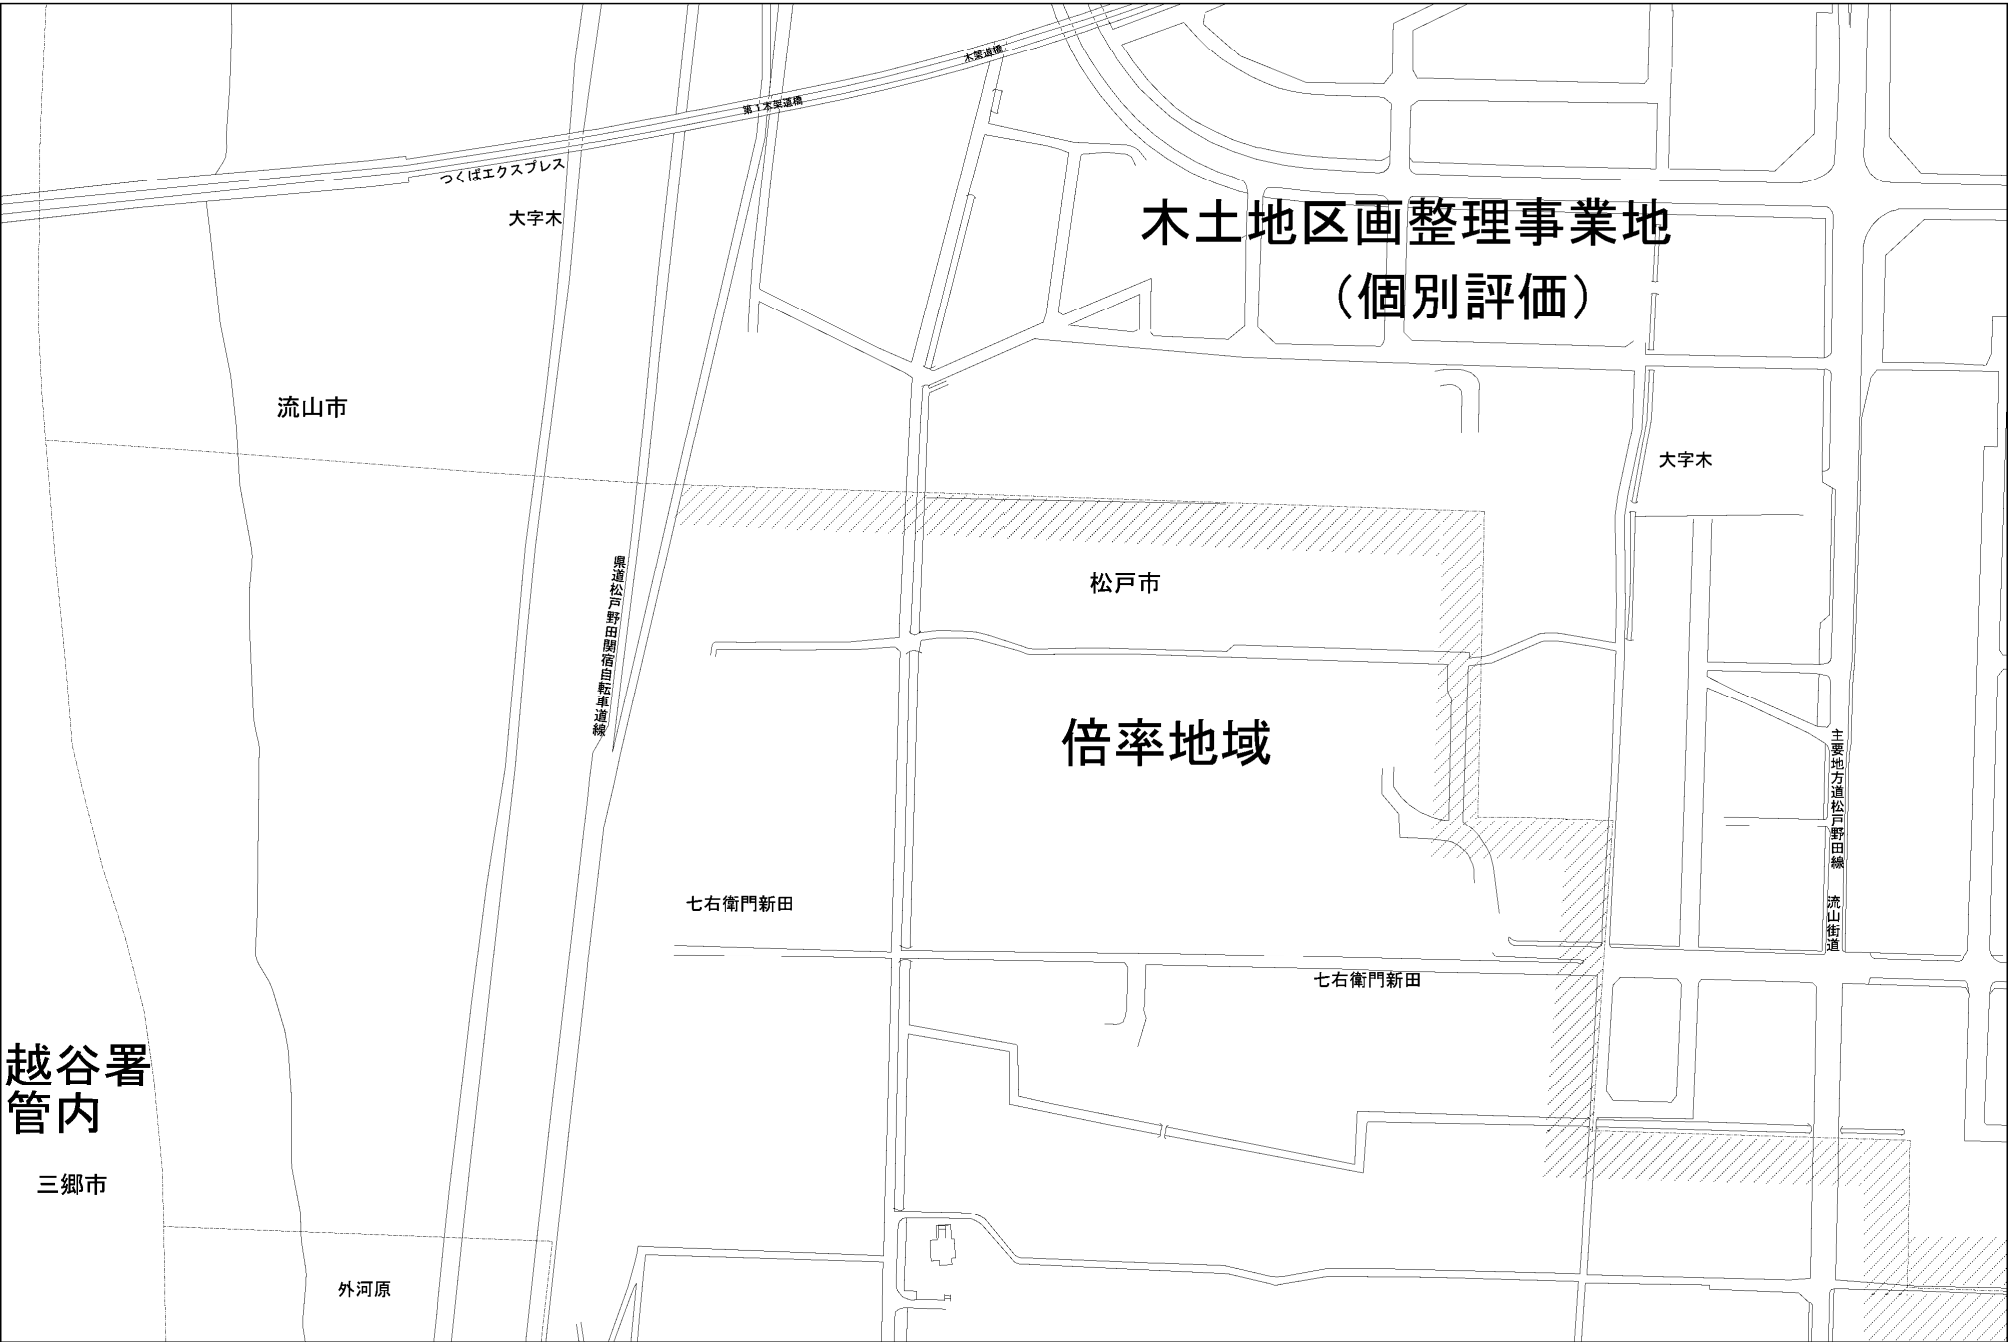 木架道橋
第1木架道橋
つくばエクスプレス
大字木
木土地区画整理事業地
（個別評価）
流山市
大字木
県道松戸野田関宿自転車道線
松戸市
倍率地域
主要地方道松戸野田線 流山街道
七右衛門新田
七右衛門新田
越谷署
管内
三郷市
外河原